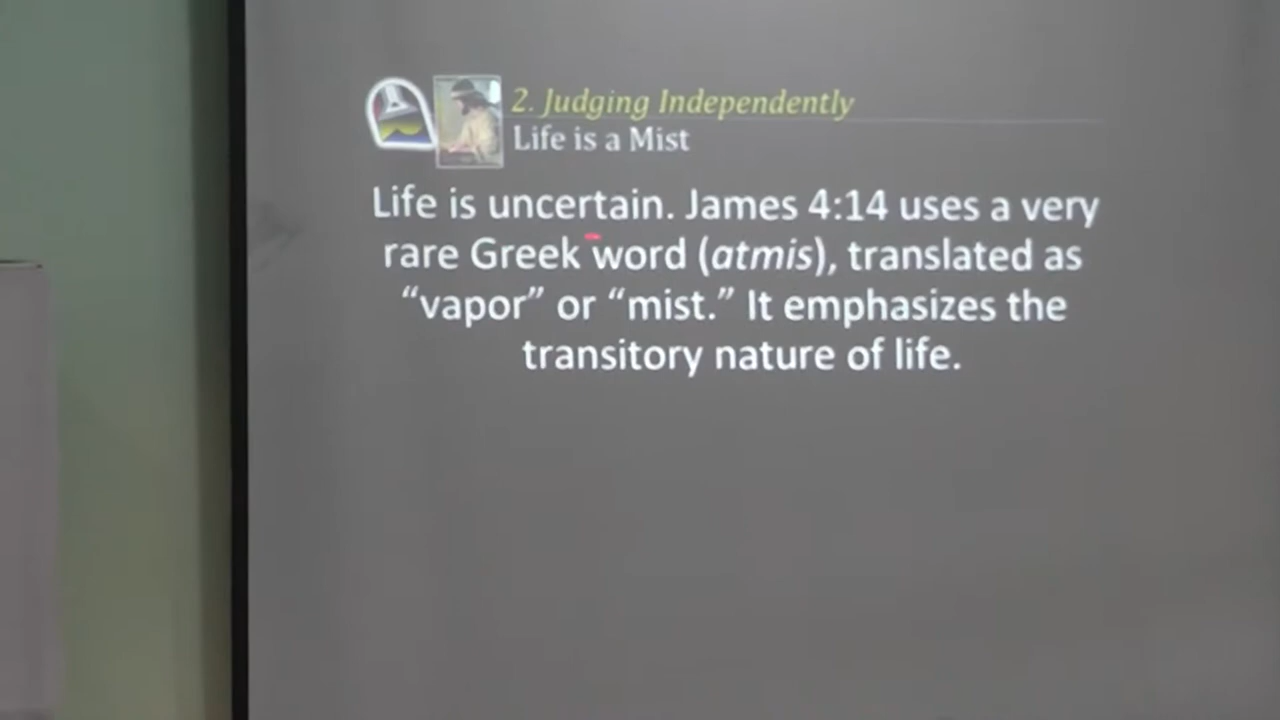 2. Judging Independently
Life is a Mist
Life is uncertain. James 4:14 uses a very
rare Greek word (atmis), translated as
“vapor” or “mist.” It emphasizes the
transitory nature of life.